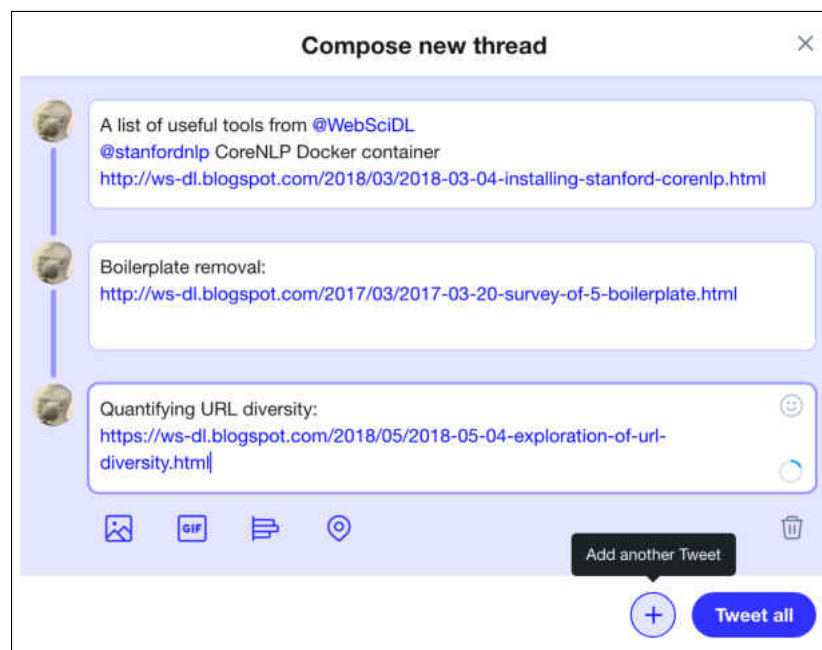 Compose new thread
A list of useful tools from @WebSciDL
@stanfordnlp CoreNLP Docker container
http://ws-dl.blogspot.com/2018/03/2018-03-04-installing-stanford-corenlp.html
Boilerplate removal:
http://ws-dl.blogspot.com/2017/03/2017-03-20-survey-of-5-boilerplate.html
Quantifying URL diversity:
https://ws-dl.blogspot.com/2018/05/2018-05-04-exploration-of-url-
diversity.html
GIF
Add another Tweet
Tweet all